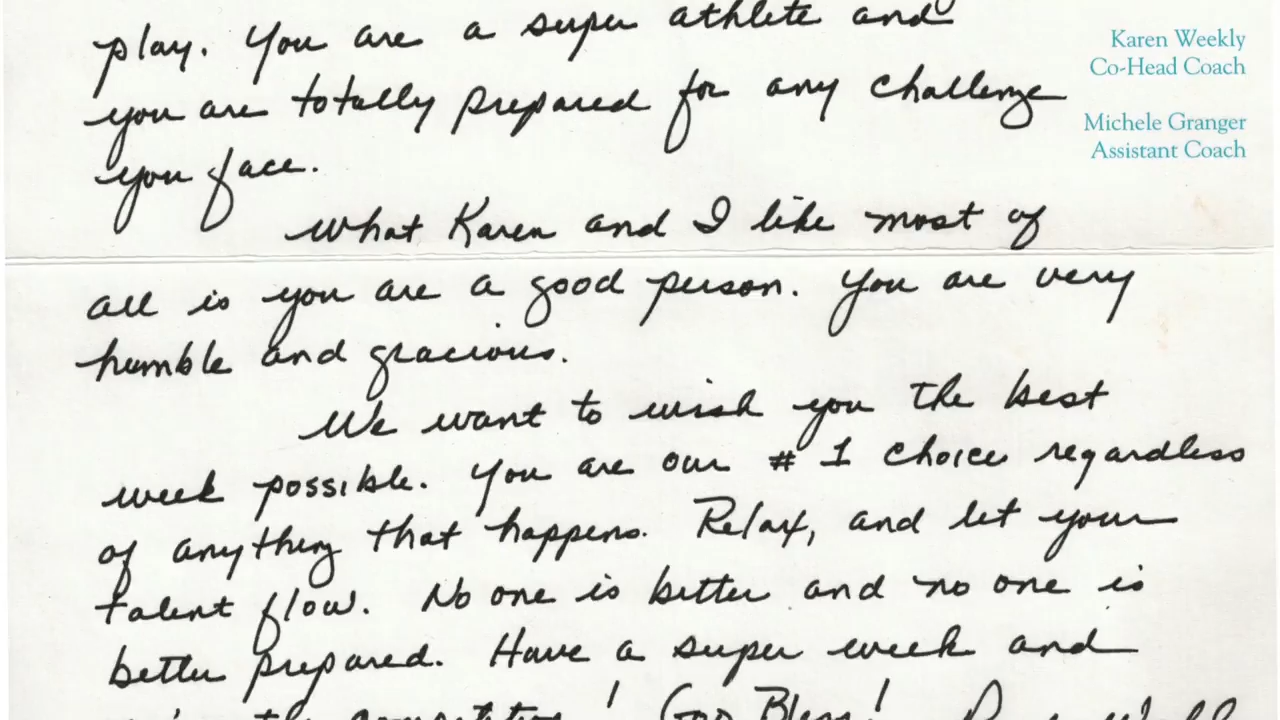 play. You are a super athlete and
Karen Weekly
Co-Head Coach
you are totally prepared for any challenge
Michele Granger
Assistant Coach
you face.
What Karen and I like most of
all is you are a good person. You are very
humble and gracious.
We want to wish you the best
week possible. You are our # 1 choice regardless
of anything that happens. Relax, and let your
talent flow. No one is better and no one is
better prepared. Have a super week and
the competition! God Bless!